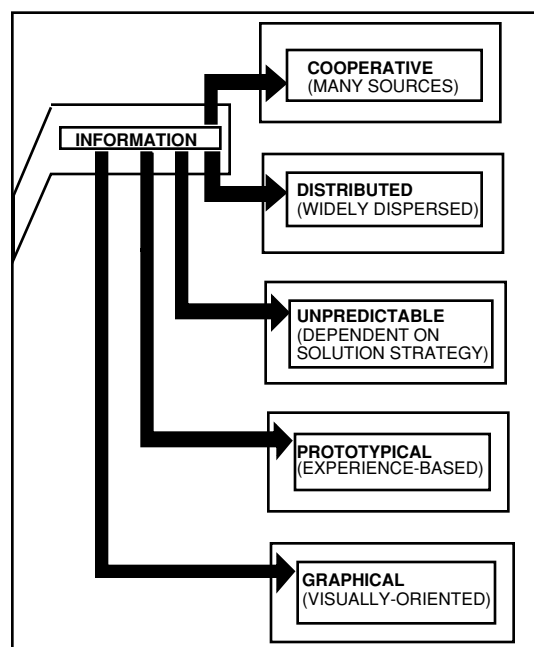 COOPERATIVE
(MANY SOURCES)
INFORMATION
DISTRIBUTED
(WIDELY DISPERSED)
UNPREDICTABLE
(DEPENDENT ON
SOLUTION STRATEGY)
PROTOTYPICAL
(EXPERIENCE-BASED)
GRAPHICAL
(VISUALLY-ORIENTED)